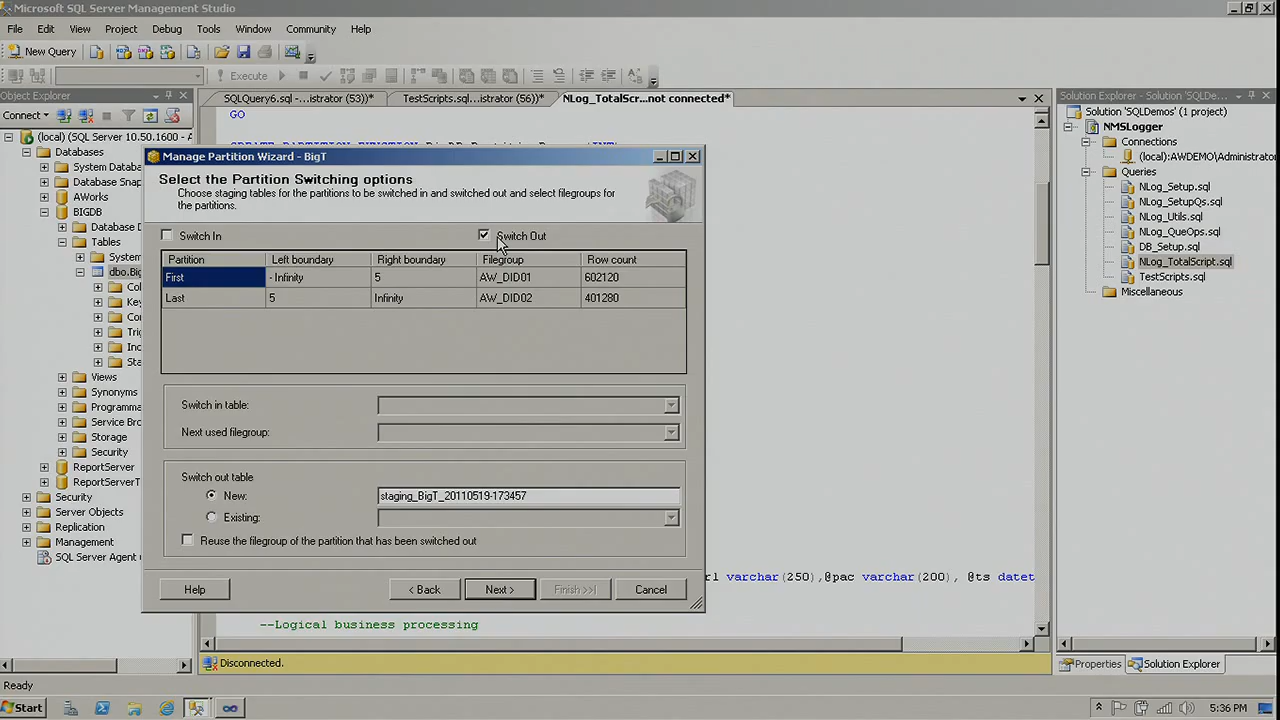 Microsoft SQL Server Management Studio
File Edit View Project Debug Tools Window Community Help
New Query
Execute
Object Explorer
SQLQuery6.sql -...istrator (53))* TestScripts.sql...istrator (56))* NLog_TotalScr...not connected*
Solution Explorer - Solution 'SQLDe...
Connect
GO
Solution 'SQLDemos' (1 project)
(local) (SQL Server 10.50.1600 - A
NMSLogger
Databases
Connections
System Databa
(local):AWDEMO\Administrator
Database Snap
Queries
AWorks
NLog_Setup.sql
BIGDB
NLog_SetupQs.sql
Database D
NLog_Utils.sql
Tables
NLog_QueOps.sql
System
DB_Setup.sql
dbo.Big
NLog_TotalScript.sql
Col
TestScripts.sql
Key
Miscellaneous
Con
Trig
Ind
Sta
Views
Synonyms
Programma
Service Bro
Storage
Security
ReportServer
ReportServerT
Security
Server Objects
Replication
Management
SQL Server Agent
Manage Partition Wizard - BigT
Select the Partition Switching options.
Choose staging tables for the partitions to be switched in and switched out and select filegroups for
the partitions.
Switch In Switch Out
Partition Left boundary Right boundary Filegroup Row count
First - Infinity 5 AW_DID01 602120
Last 5 Infinity AW_DID02 401280
Switch in table:
Next used filegroup:
Switch out table
New: staging_BigT_20110519-173457
Existing:
Reuse the filegroup of the partition that has been switched out
Help < Back Next > Finish >>| Cancel
rl varchar(250),@pac varchar(200), @ts datet
--Logical business processing
Disconnected.
Properties Solution Explorer
Ready
Start 5:36 PM